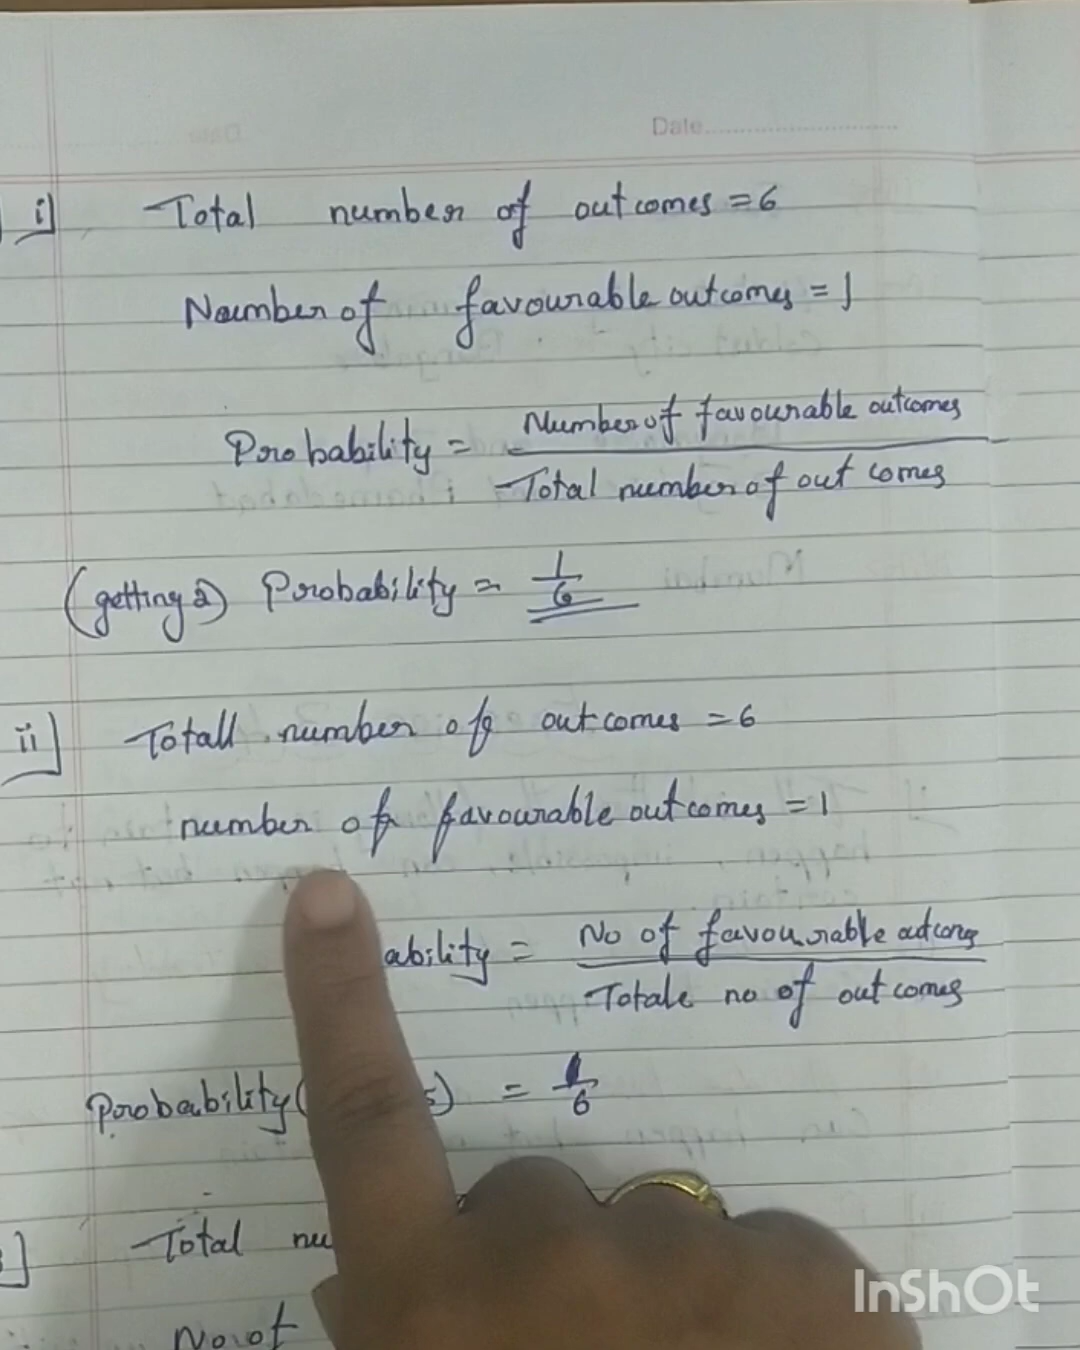 Date
i] Total number of outcomes = 6
Number of favourable outcomes = 1
Probability = Number of favourable outcomes
Total number of out comes
(getting 2) Probability = 1/6
ii] Totall number of outcomes = 6
number of favourable outcomes = 1
ability = No of favourable
Totale no of outcomes
Probability( 5) = 1/6
] Total nu
No of
InShOt